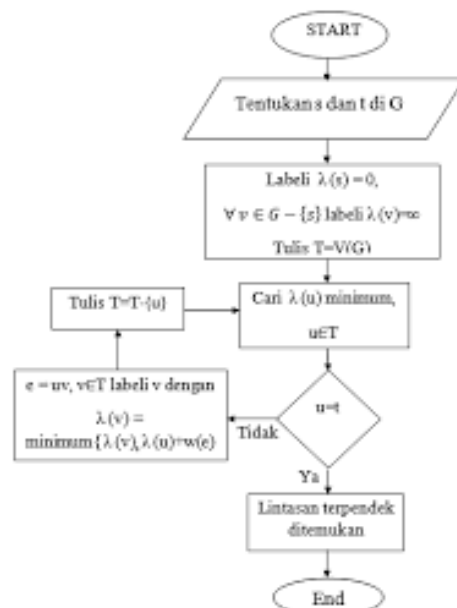 START
Tentukan s dan t di G
Labeli λ(s) = 0,
∀ v ∈ G − {s} labeli λ(v)=∞
Tulis T=V(G)
Cari λ(u) minimum,
u∈T
Tulis T=T-{u}
e = uv, v∈T labeli v dengan
λ(v) =
minimum{λ(v),λ(u)+w(e)
u=t
Tidak
Ya
Lintasan terpendek
ditemukan
End